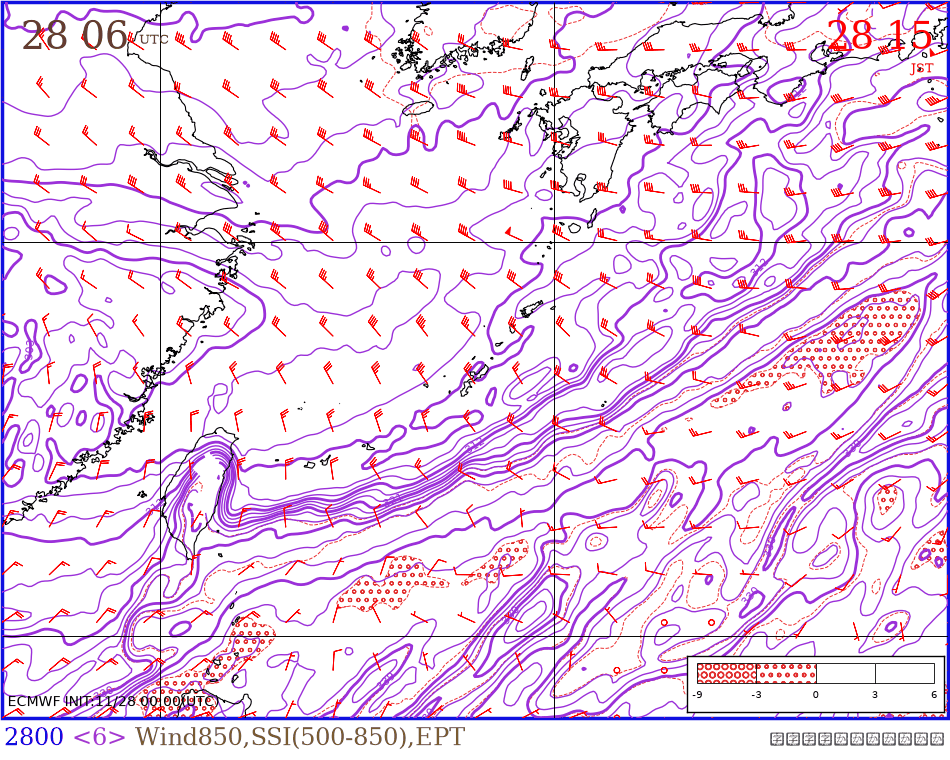 28 06 UTC
28 15
JST
312
ECMWF INIT:11/28 00:00(UTC)
-9 -3 0 3 6
2800 <6> Wind850,SSI(500-850),EPT